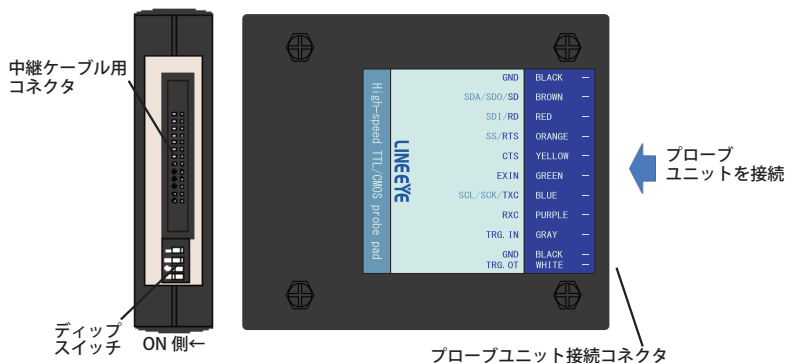 中継ケーブル用
コネクタ
ディップ
スイッチ
ON 側←
High-speed TTL/CMOS probe pad
LINEEYE
GND BLACK －
SDA/SDO/SD BROWN －
SDI/RD RED －
SS/RTS ORANGE －
CTS YELLOW －
EXIN GREEN －
SCL/SCK/TXC BLUE －
RXC PURPLE －
TRG. IN GRAY －
GND BLACK －
TRG. OT WHITE －
プローブ
ユニットを接続
プローブユニット接続コネクタ